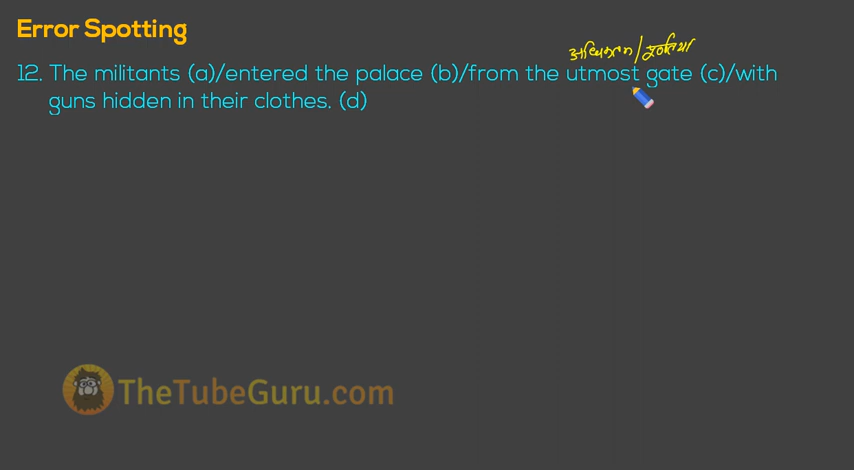 Error Spotting
अधिकतम /
12. The militants (a)/entered the palace (b)/from the utmost gate (c)/with
guns hidden in their clothes. (d)
TheTubeGuru.com